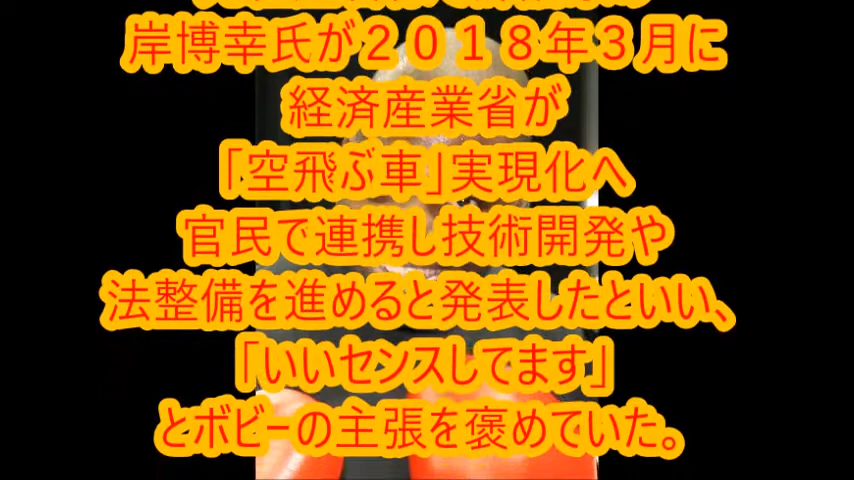 岸博幸氏が２０１８年３月に
経済産業省が
「空飛ぶ車」実現化へ
官民で連携し技術開発や
法整備を進めると発表したといい、
「いいセンスしてます」
とボビーの主張を褒めていた。